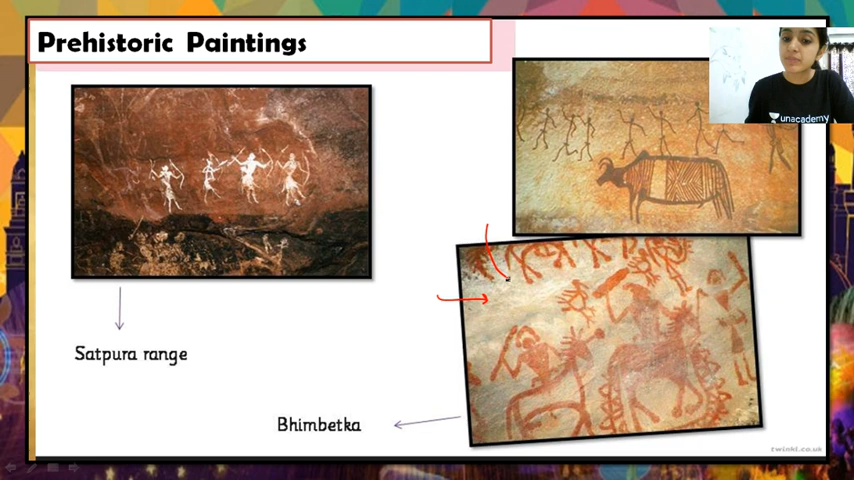 Prehistoric Paintings
unacademy
Satpura range
Bhimbetka
twinkl.co.uk